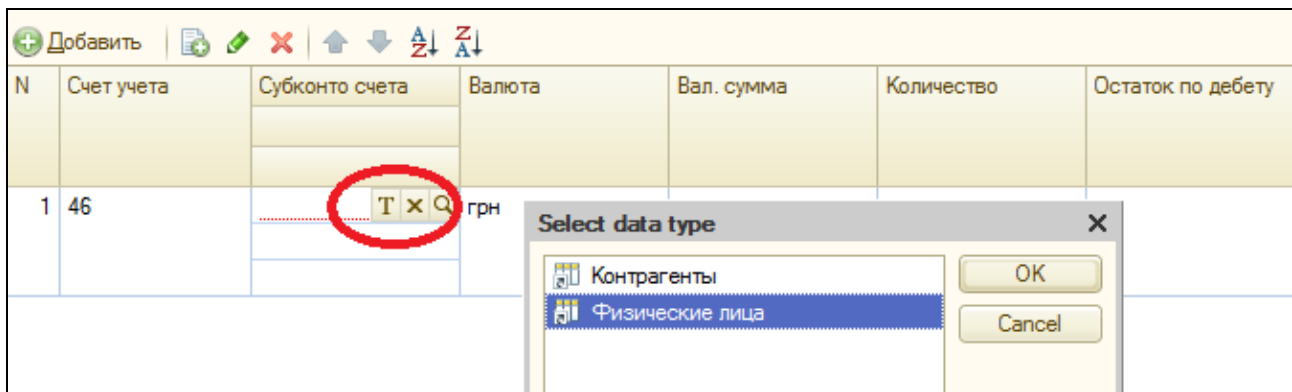 Добавить
A Z
Z A
N Счет учета Субконто счета Валюта Вал. сумма Количество Остаток по дебету
1 46 T грн
Select data type
Контрагенты
OK
Физические лица
Cancel